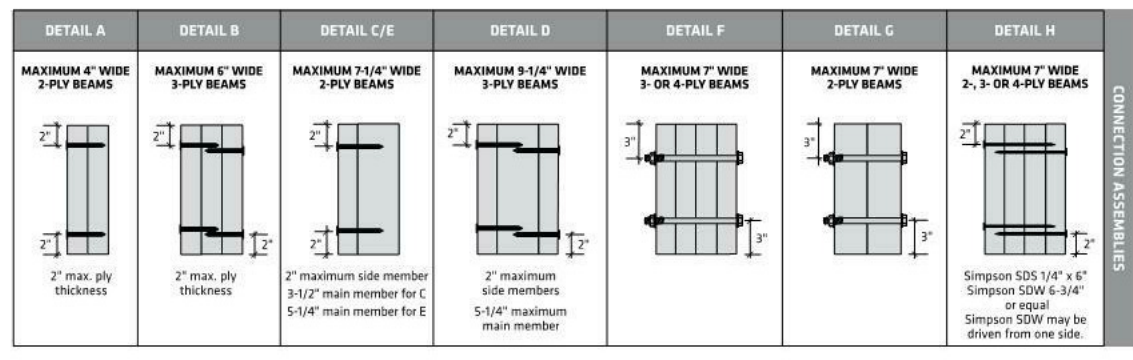 DETAIL A
MAXIMUM 4" WIDE
2-PLY BEAMS
2"
2"
2" max. ply
thickness
DETAIL B
MAXIMUM 6" WIDE
3-PLY BEAMS
2"
2"
2" max. ply
thickness
DETAIL C/E
MAXIMUM 7-1/4" WIDE
2-PLY BEAMS
2"
2"
2" maximum side member
3-1/2" main member for C
5-1/4" main member for E
DETAIL D
MAXIMUM 9-1/4" WIDE
3-PLY BEAMS
2"
2"
2" maximum
side members
5-1/4" maximum
main member
DETAIL F
MAXIMUM 7" WIDE
3- OR 4-PLY BEAMS
3"
3"
DETAIL G
MAXIMUM 7" WIDE
2-PLY BEAMS
3"
3"
DETAIL H
MAXIMUM 7" WIDE
2-, 3- OR 4-PLY BEAMS
2"
2"
Simpson SDS 1/4" x 6"
Simpson SDW 6-3/4"
or equal
Simpson SDW may be
driven from one side.
CONNECTION ASSEMBLIES